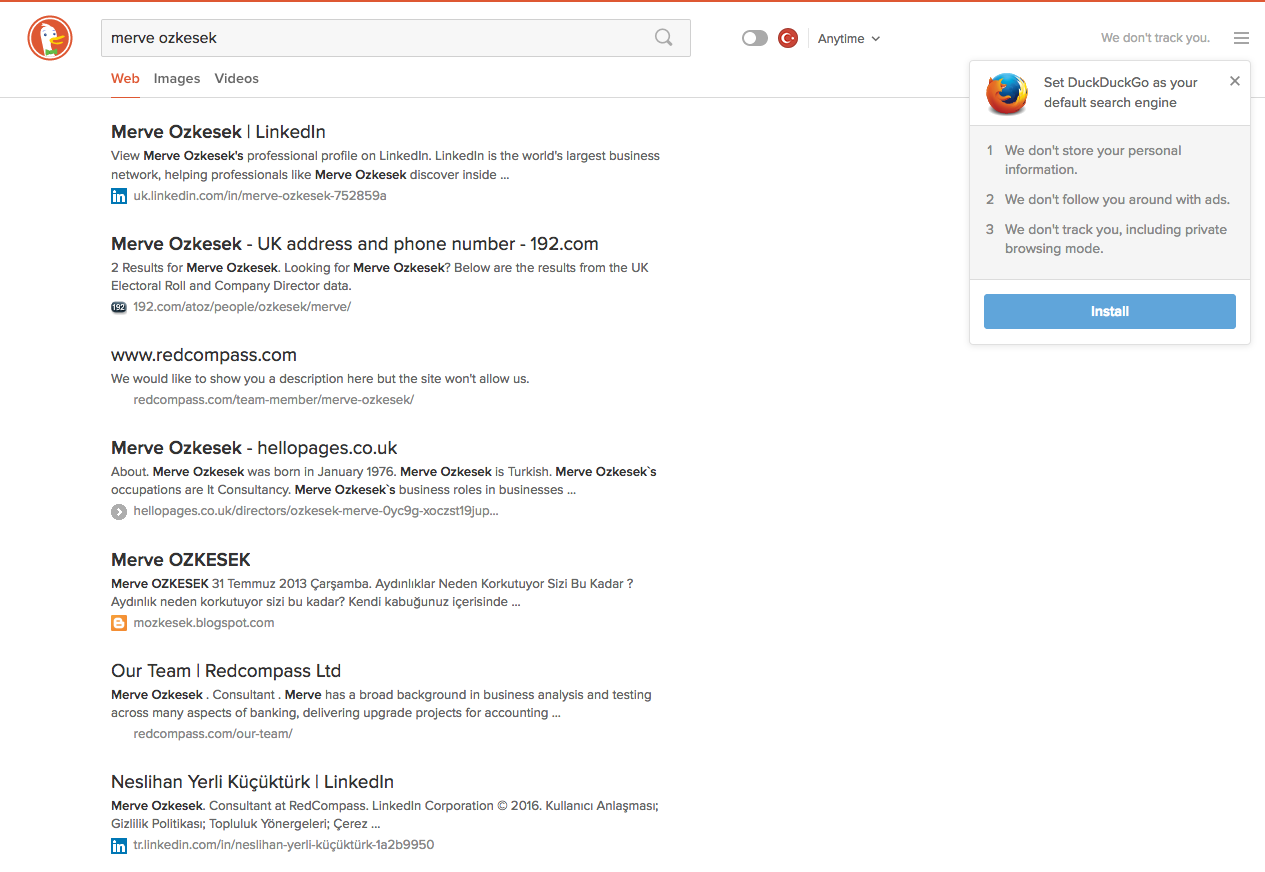 merve ozkesek
Anytime
We don't track you.
Web Images Videos
Set DuckDuckGo as your
default search engine
1 We don't store your personal
information.
2 We don't follow you around with ads.
3 We don't track you, including private
browsing mode.
Install
Merve Ozkesek | LinkedIn
View Merve Ozkesek's professional profile on LinkedIn. LinkedIn is the world's largest business
network, helping professionals like Merve Ozkesek discover inside ...
in uk.linkedin.com/in/merve-ozkesek-752859a
Merve Ozkesek - UK address and phone number - 192.com
2 Results for Merve Ozkesek. Looking for Merve Ozkesek? Below are the results from the UK
Electoral Roll and Company Director data.
192 192.com/atoz/people/ozkesek/merve/
www.redcompass.com
We would like to show you a description here but the site won't allow us.
redcompass.com/team-member/merve-ozkesek/
Merve Ozkesek - hellopages.co.uk
About. Merve Ozkesek was born in January 1976. Merve Ozkesek is Turkish. Merve Ozkesek`s
occupations are It Consultancy. Merve Ozkesek`s business roles in businesses ...
hellopages.co.uk/directors/ozkesek-merve-0yc9g-xoczst19jup...
Merve OZKESEK
Merve OZKESEK 31 Temmuz 2013 Çarşamba. Aydınlıklar Neden Korkutuyor Sizi Bu Kadar ?
Aydınlık neden korkutuyor sizi bu kadar? Kendi kabuğunuz içerisinde ...
mozkesek.blogspot.com
Our Team | Redcompass Ltd
Merve Ozkesek . Consultant . Merve has a broad background in business analysis and testing
across many aspects of banking, delivering upgrade projects for accounting ...
redcompass.com/our-team/
Neslihan Yerli Küçüktürk | LinkedIn
Merve Ozkesek. Consultant at RedCompass. LinkedIn Corporation © 2016. Kullanıcı Anlaşması;
Gizlilik Politikası; Topluluk Yönergeleri; Çerez ...
in tr.linkedin.com/in/neslihan-yerli-küçüktürk-1a2b9950